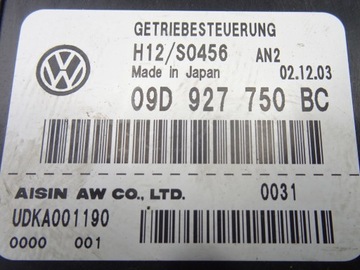 GETRIEBESTEUERUNG
H12/S0456 AN2
Made in Japan 02.12.03
09D 927 750 BC
AISIN AW CO., LTD. 0031
UDKA001190
0000 001